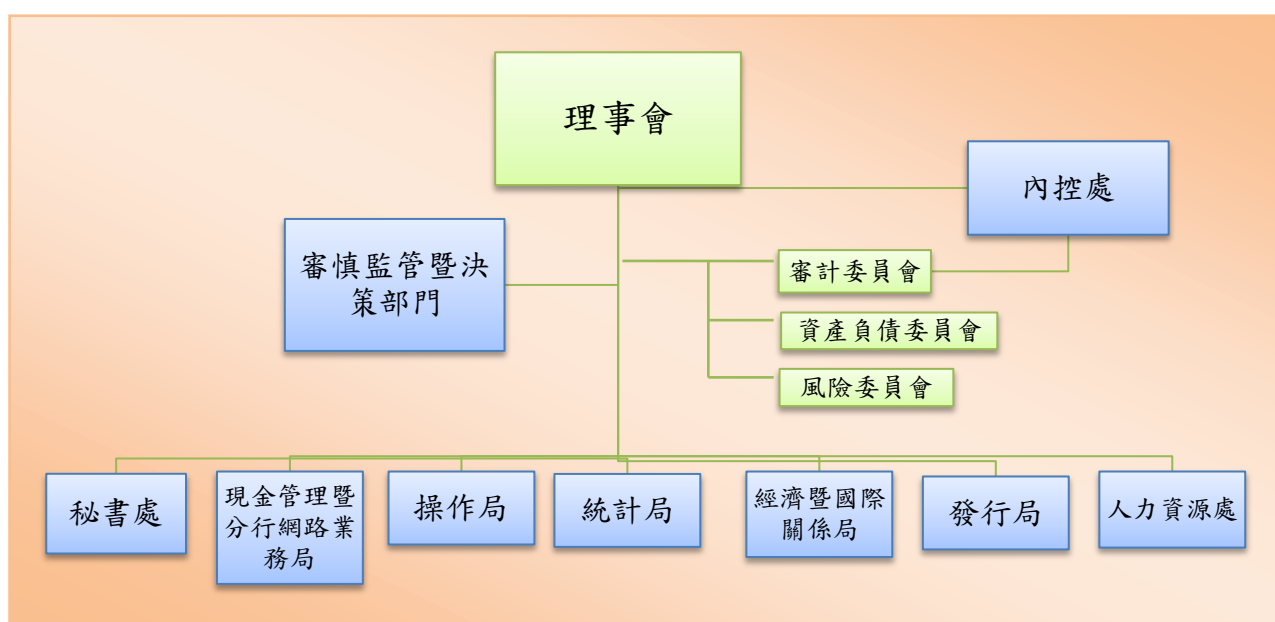 理事會
內控處
審慎監管暨決
策部門
審計委員會
資產負債委員會
風險委員會
秘書處
現金管理暨
分行網路業
務局
操作局
統計局
經濟暨國際
關係局
發行局
人力資源處